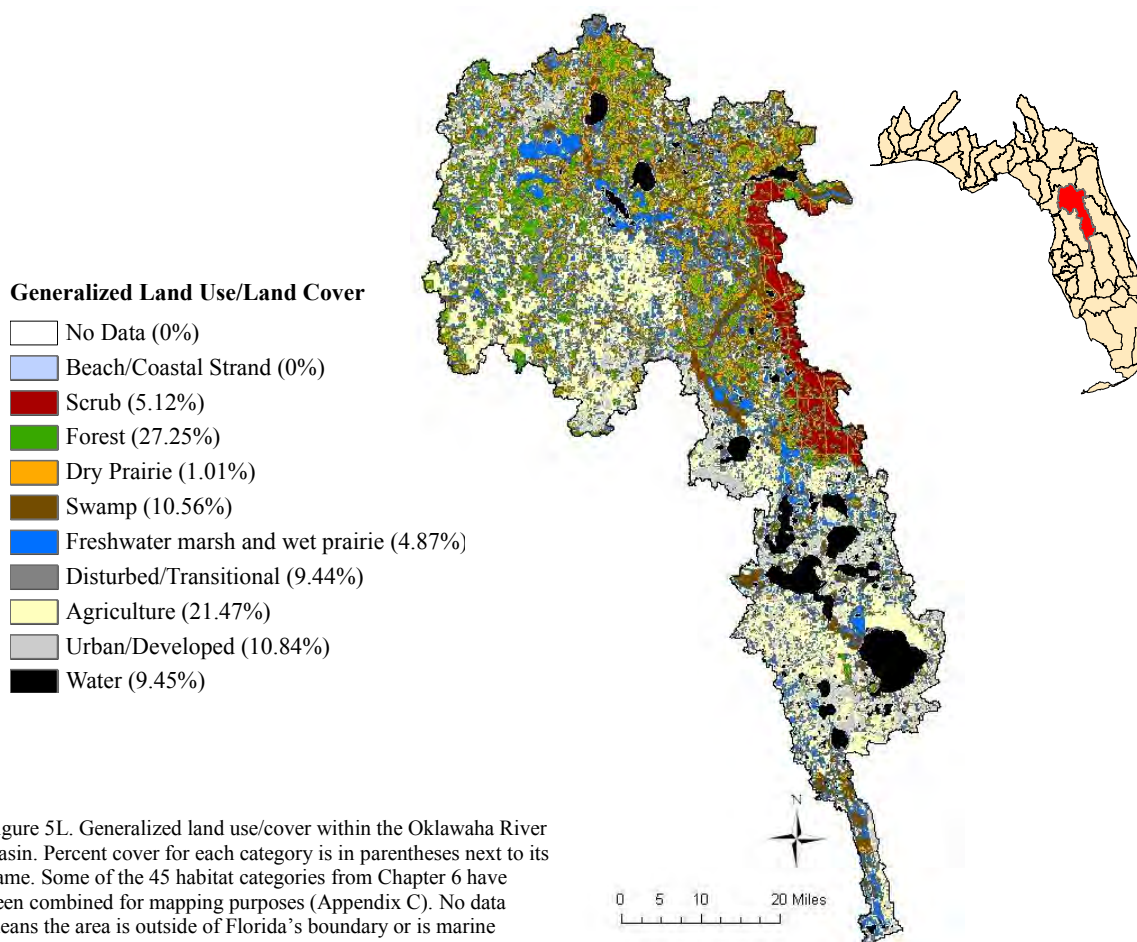 Generalized Land Use/Land Cover
No Data (0%)
Beach/Coastal Strand (0%)
Scrub (5.12%)
Forest (27.25%)
Dry Prairie (1.01%)
Swamp (10.56%)
Freshwater marsh and wet prairie (4.87%)
Disturbed/Transitional (9.44%)
Agriculture (21.47%)
Urban/Developed (10.84%)
Water (9.45%)
N
0 5 10 20 Miles
igure 5L. Generalized land use/cover within the Oklawaha River
asin. Percent cover for each category is in parentheses next to its
ame. Some of the 45 habitat categories from Chapter 6 have
een combined for mapping purposes (Appendix C). No data
eans the area is outside of Florida's boundary or is marine